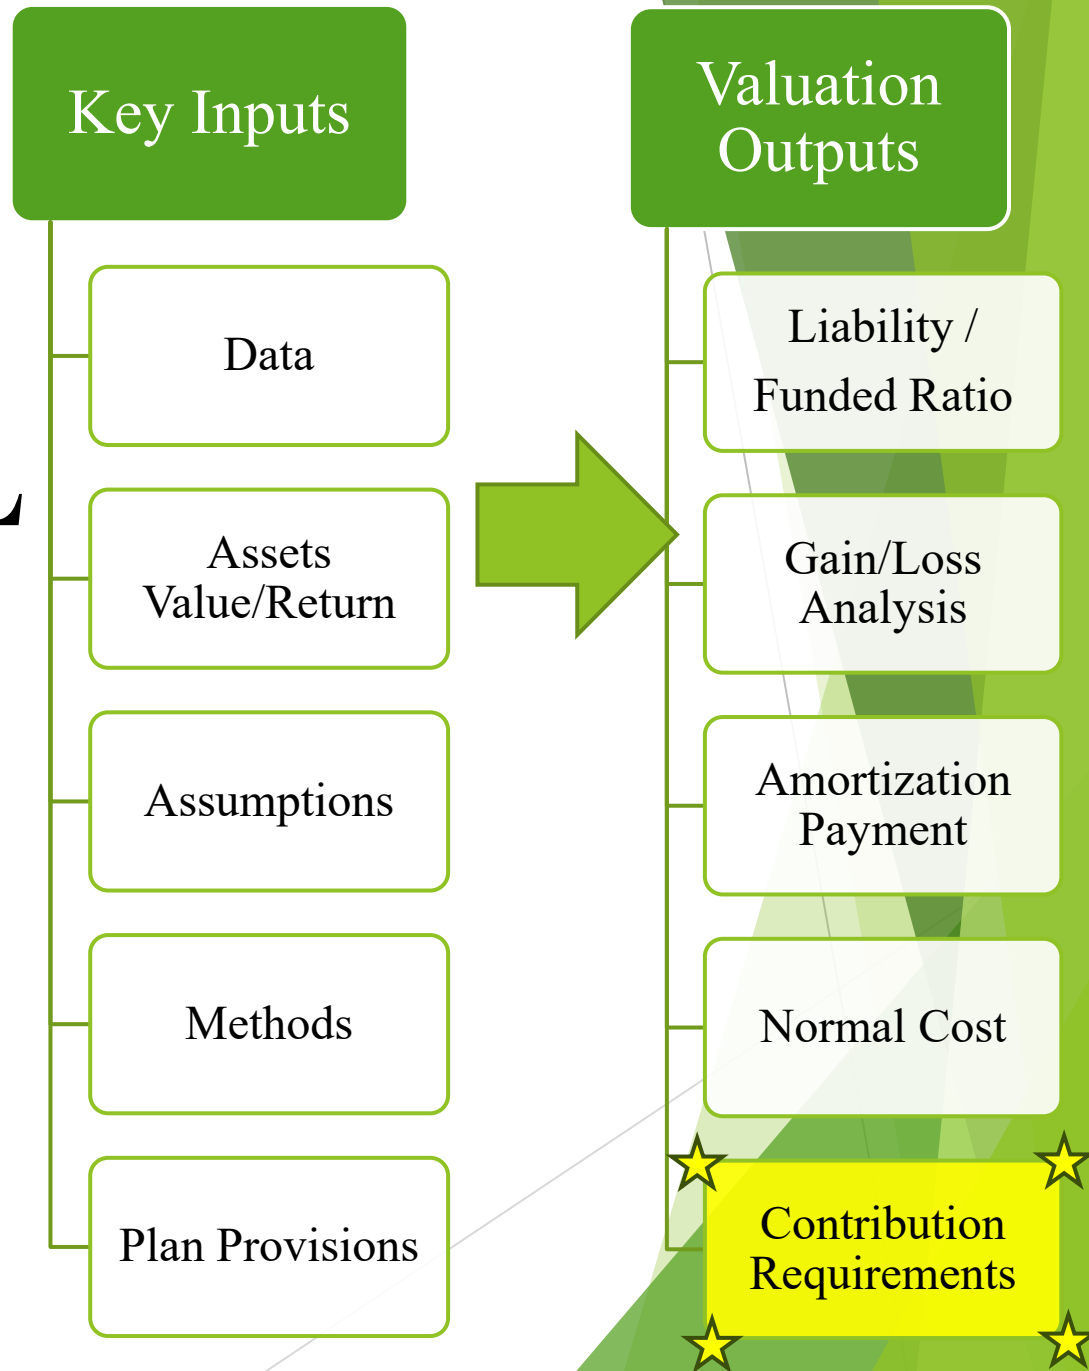 Key Inputs
Data
Assets
Value/Return
Assumptions
Methods
Plan Provisions
Valuation
Outputs
Liability /
Funded Ratio
Gain/Loss
Analysis
Amortization
Payment
Normal Cost
Contribution
Requirements